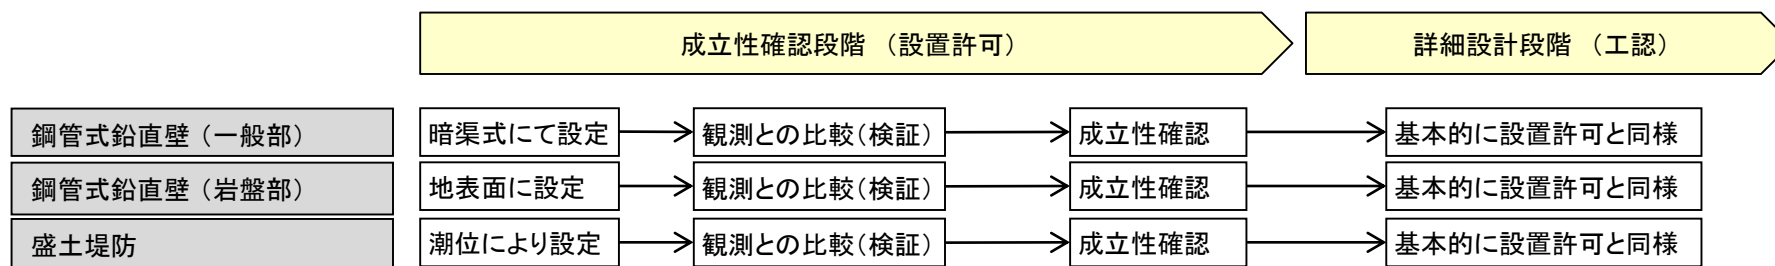 成立性確認段階 （設置許可）
詳細設計段階 （工認）
鋼管式鉛直壁（一般部）
暗渠式にて設定
観測との比較（検証）
成立性確認
基本的に設置許可と同様
鋼管式鉛直壁（岩盤部）
地表面に設定
観測との比較（検証）
成立性確認
基本的に設置許可と同様
盛土堤防
潮位により設定
観測との比較（検証）
成立性確認
基本的に設置許可と同様